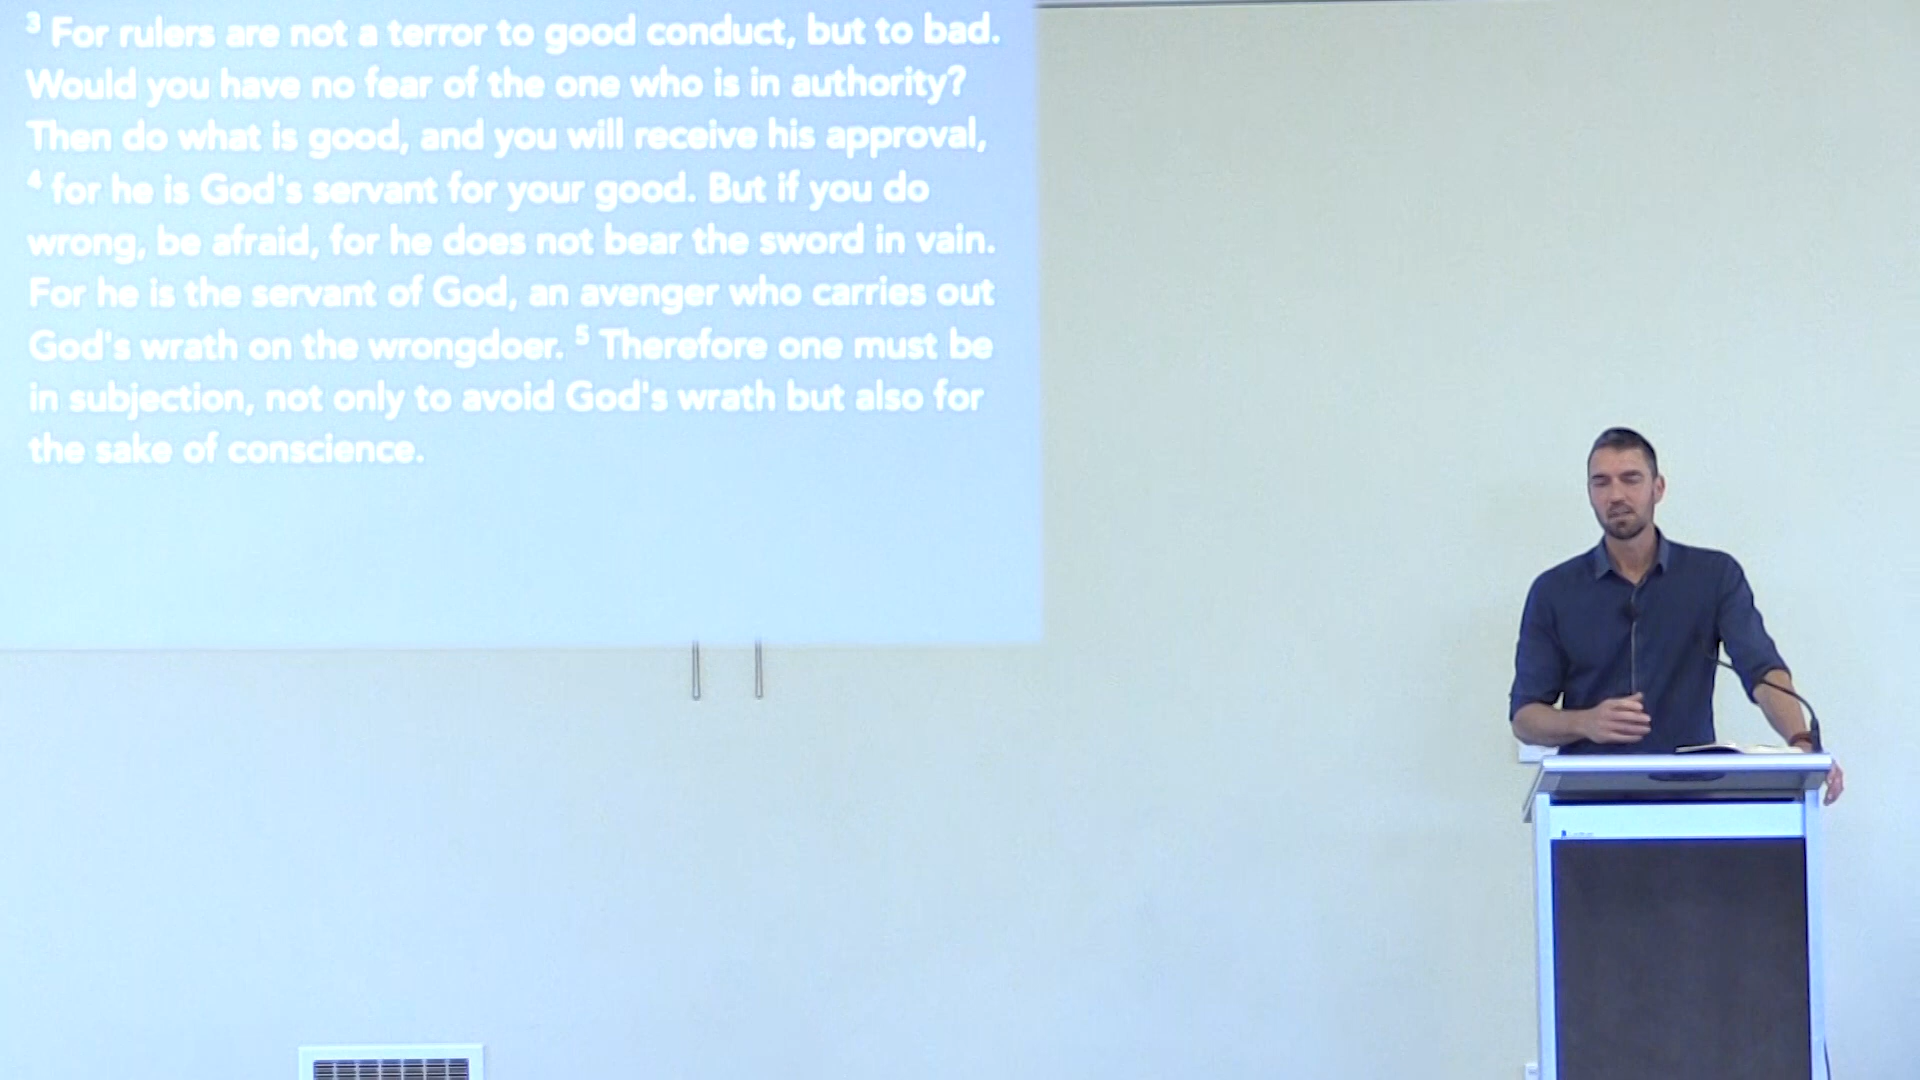 3 For rulers are not a terror to good conduct, but to bad.
Would you have no fear of the one who is in authority?
Then do what is good, and you will receive his approval,
4 for he is God's servant for your good. But if you do
wrong, be afraid, for he does not bear the sword in vain.
For he is the servant of God, an avenger who carries out
God's wrath on the wrongdoer. 5 Therefore one must be
in subjection, not only to avoid God's wrath but also for
the sake of conscience.